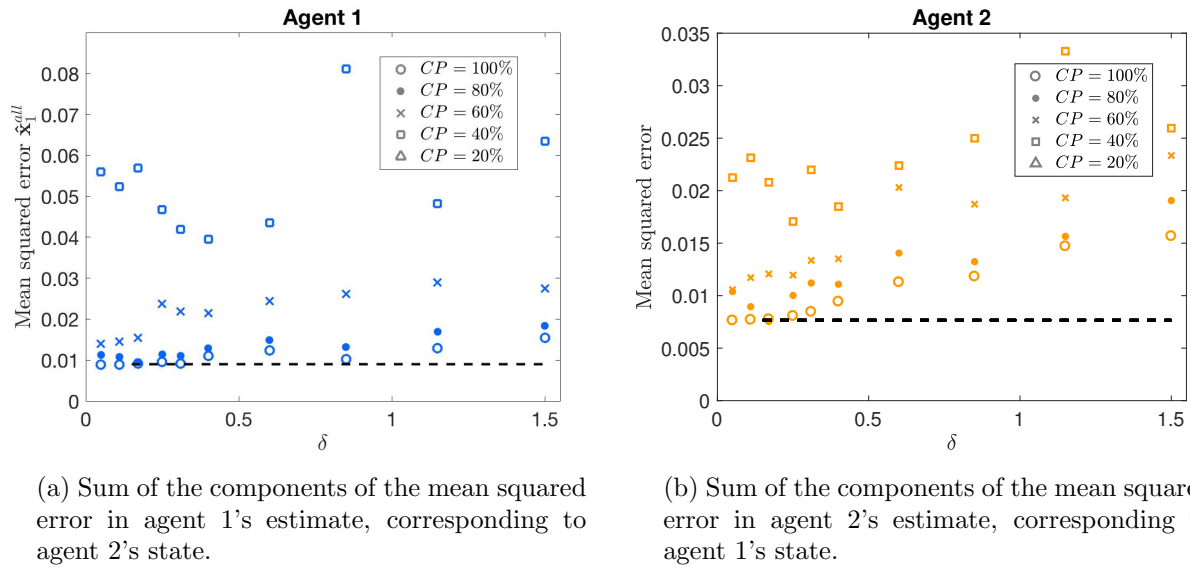 Agent 1
Mean squared error x̂₁ᵃˡˡ
0.08
0.07
0.06
0.05
0.04
0.03
0.02
0.01
0
0
0.5
1
1.5
δ
CP = 100%
CP = 80%
CP = 60%
CP = 40%
CP = 20%
(a) Sum of the components of the mean squared
error in agent 1's estimate, corresponding to
agent 2's state.
Agent 2
Mean squared error
0.035
0.03
0.025
0.02
0.015
0.01
0.005
0
0
0.5
1
1.5
δ
CP = 100%
CP = 80%
CP = 60%
CP = 40%
CP = 20%
(b) Sum of the components of the mean square
error in agent 2's estimate, corresponding
agent 1's state.